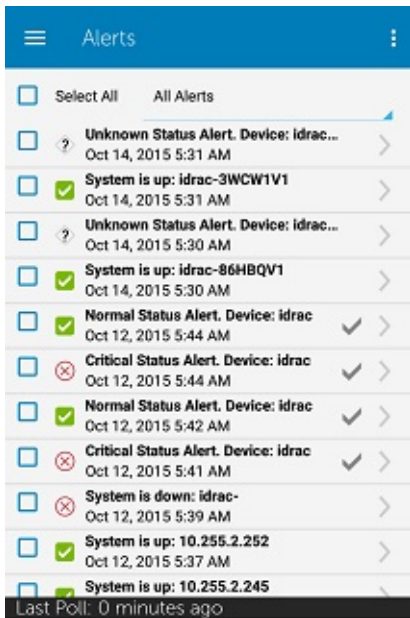 Alerts
Select All All Alerts
Unknown Status Alert. Device: idrac...
Oct 14, 2015 5:31 AM
System is up: idrac-3WCW1V1
Oct 14, 2015 5:31 AM
Unknown Status Alert. Device: idrac...
Oct 14, 2015 5:30 AM
System is up: idrac-86HBQV1
Oct 14, 2015 5:30 AM
Normal Status Alert. Device: idrac
Oct 12, 2015 5:44 AM
Critical Status Alert. Device: idrac
Oct 12, 2015 5:44 AM
Normal Status Alert. Device: idrac
Oct 12, 2015 5:42 AM
Critical Status Alert. Device: idrac
Oct 12, 2015 5:41 AM
System is down: idrac-
Oct 12, 2015 5:39 AM
System is up: 10.255.2.252
Oct 12, 2015 5:37 AM
System is up: 10.255.2.245
Last Poll: 0 minutes ago